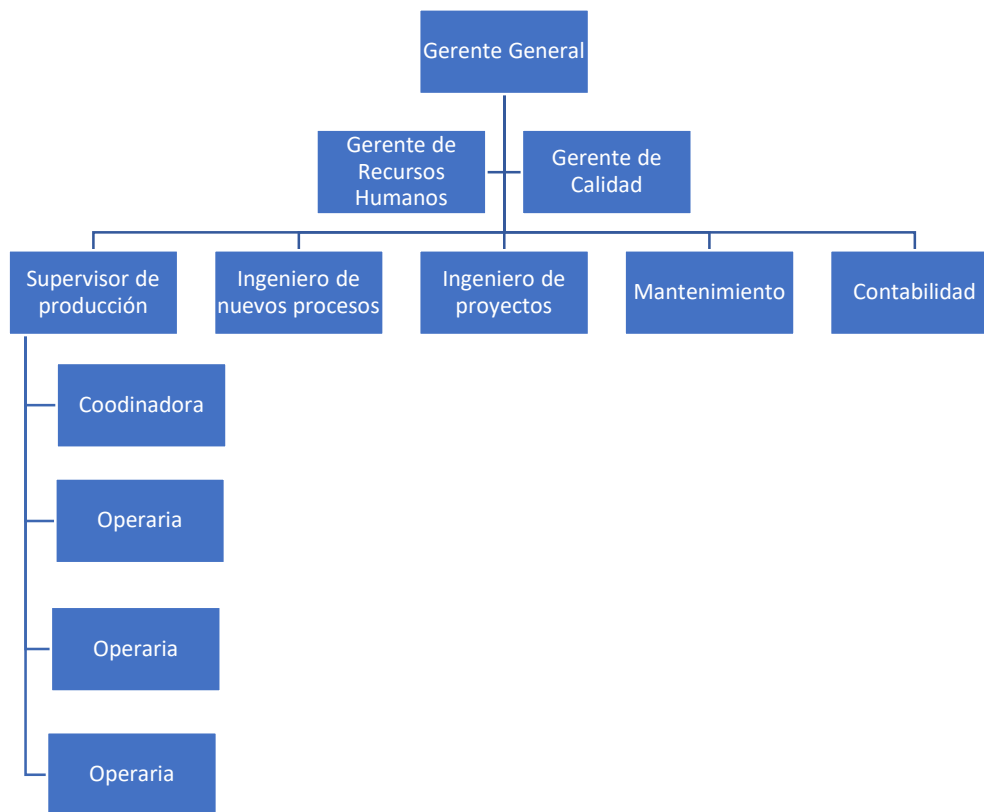 Gerente General
Gerente de
Recursos
Humanos
Gerente de
Calidad
Supervisor de
producción
Ingeniero de
nuevos procesos
Ingeniero de
proyectos
Mantenimiento
Contabilidad
Coodinadora
Operaria
Operaria
Operaria